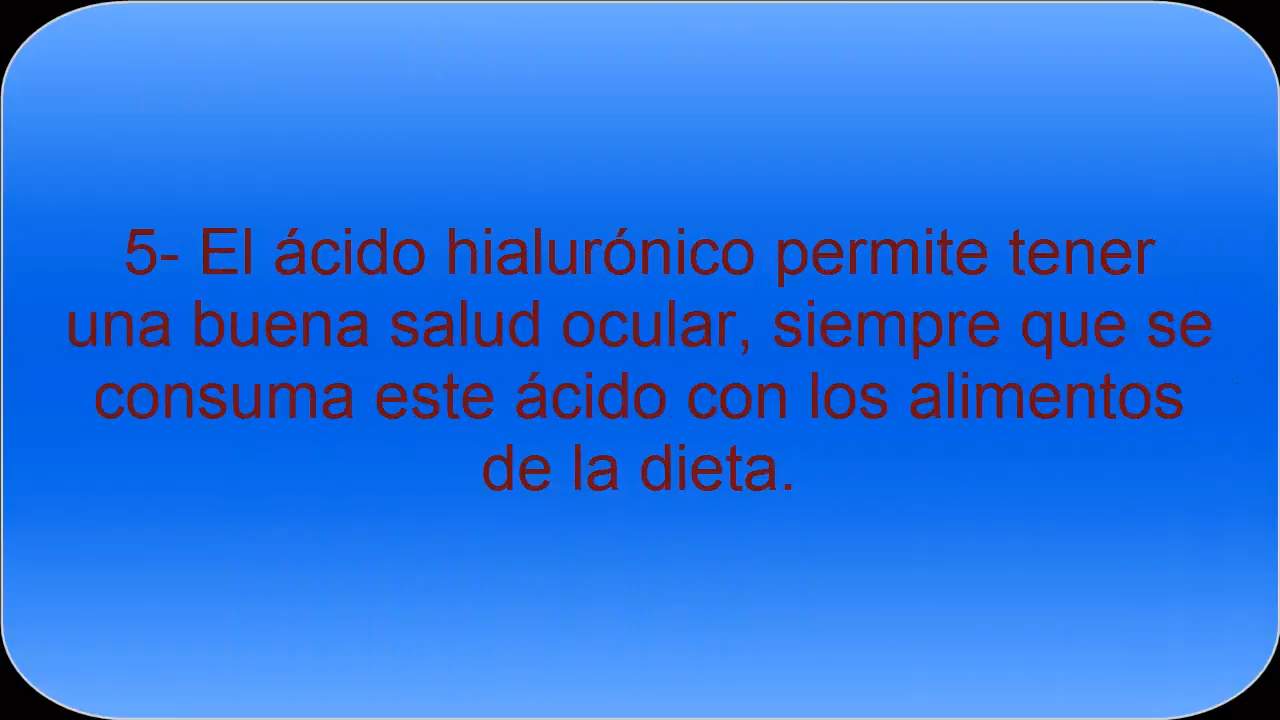 5- El ácido hialurónico permite tener
una buena salud ocular, siempre que se
consuma este ácido con los alimentos
de la dieta.